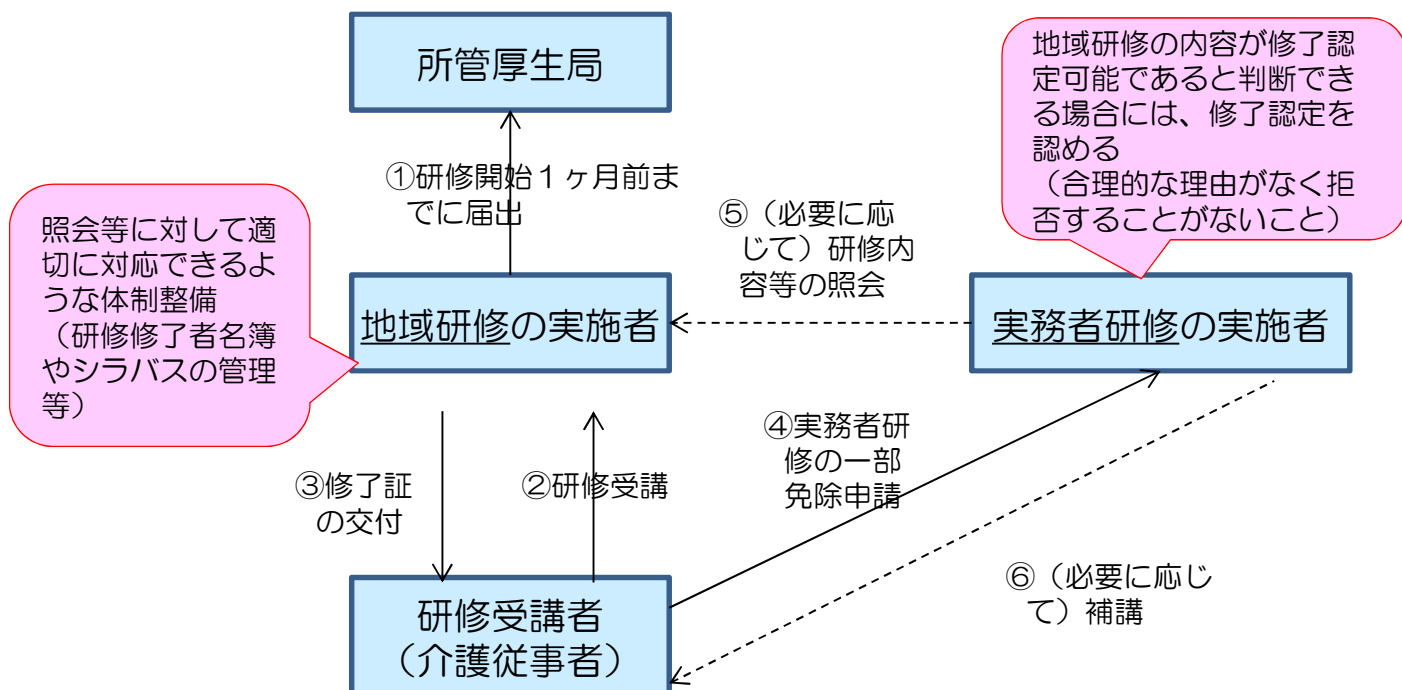 所管厚生局
地域研修の内容が修了認
定可能であると判断でき
る場合には、修了認定を
認める
（合理的な理由がなく拒
否することがないこと）
①研修開始１ヶ月前ま
でに届出
照会等に対して適
切に対応できるよ
うな体制整備
（研修修了者名簿
やシラバスの管理
等）
⑤（必要に応
じて）研修内
容等の照会
地域研修の実施者
実務者研修の実施者
③修了証
の交付
②研修受講
④実務者研
修の一部
免除申請
⑥（必要に応じ
て）補講
研修受講者
（介護従事者）